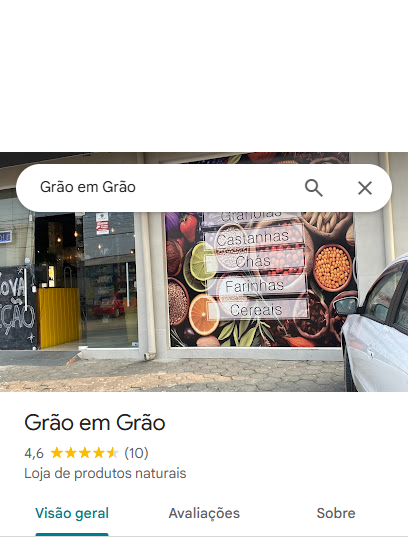 Grão em Grão
Granolas
Castanhas
Chás
Farinhas
Cereais
OVA
ÇÃO
Grão em Grão
4,6 (10)
Loja de produtos naturais
Visão geral Avaliações Sobre